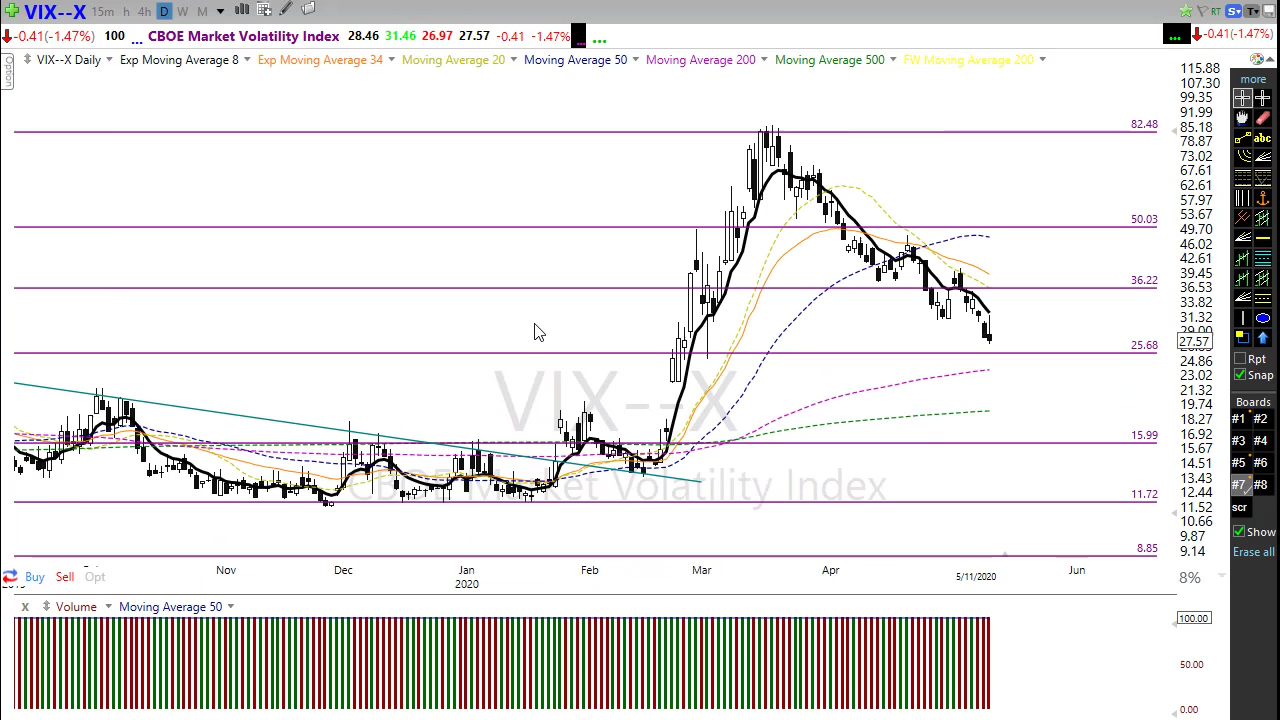 VIX--X 15m h 4h D W M RT S T
-0.41(-1.47%) 100 ... CBOE Market Volatility Index 28.46 31.46 26.97 27.57 -0.41 -1.47% ... ... -0.41(-1.47%)
Option
VIX--X Daily Exp Moving Average 8 Exp Moving Average 34 Moving Average 20 Moving Average 50 Moving Average 200 Moving Average 500 FW Moving Average 200
115.88
107.30
99.35
91.99
85.18
78.87
73.02
67.61
62.61
57.97
53.67
49.70
46.02
42.61
39.45
36.53
33.82
31.32
29.00
27.57
24.86
23.02
21.32
19.74
18.27
16.92
15.67
14.51
13.43
12.44
11.52
10.66
9.87
9.14
82.48
50.03
36.22
25.68
15.99
11.72
8.85
VIX--X
CBOE Market Volatility Index
Nov Dec Jan Feb Mar Apr 5/11/2020 Jun
2020
8%
Buy Sell Opt
X Volume Moving Average 50
100.00
50.00
0.00
more
abc
Rpt
Snap
Boards
#1 #2
#3 #4
#5 #6
#7 #8
scr
Show
Erase all